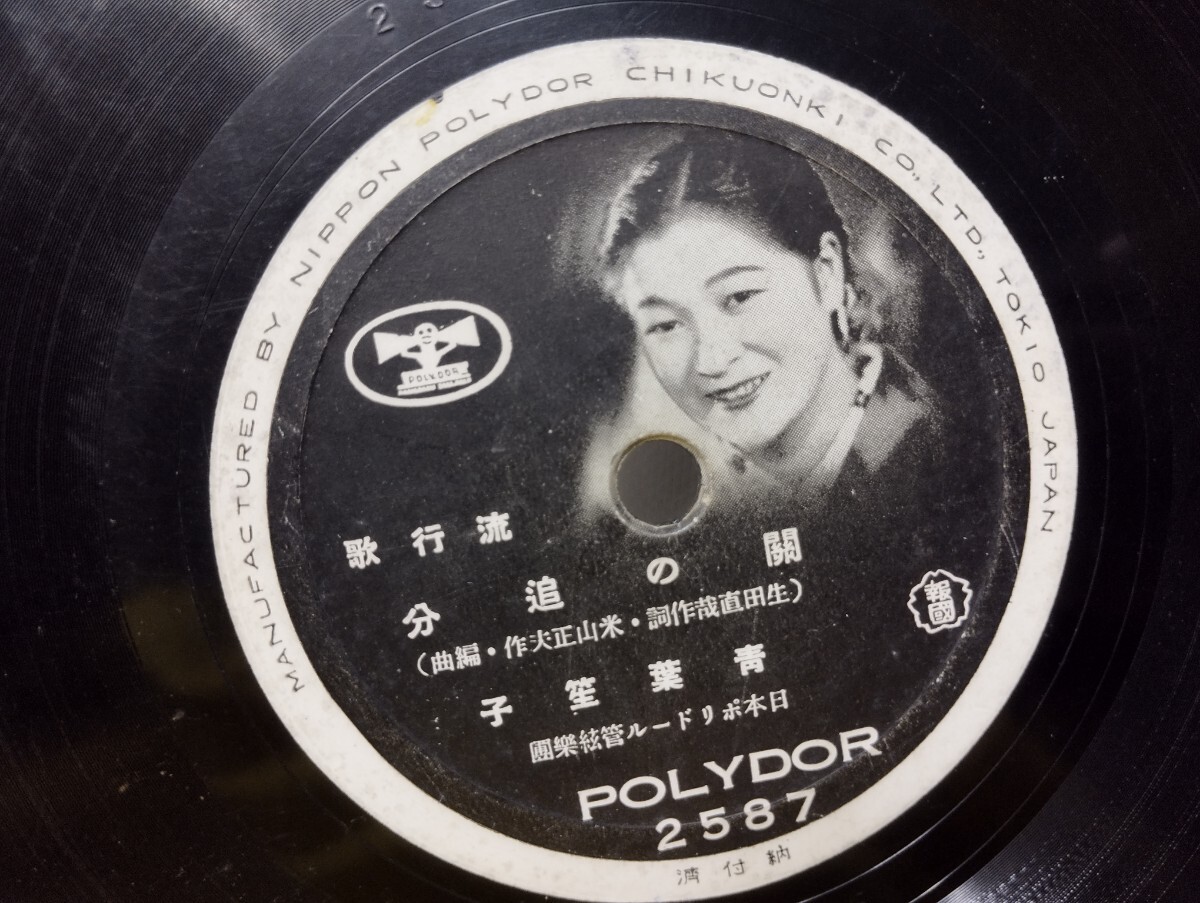 MANUFACTURED BY NIPPON POLYDOR CHIKUONKI CO., LTD., TOKIO JAPAN
POLYDOR
流行歌
關の追分
(生田直哉作詞・米山正夫作・編曲)
報國
青葉笙子
日本ポリドール管絃樂團
POLYDOR
2587
納付濟